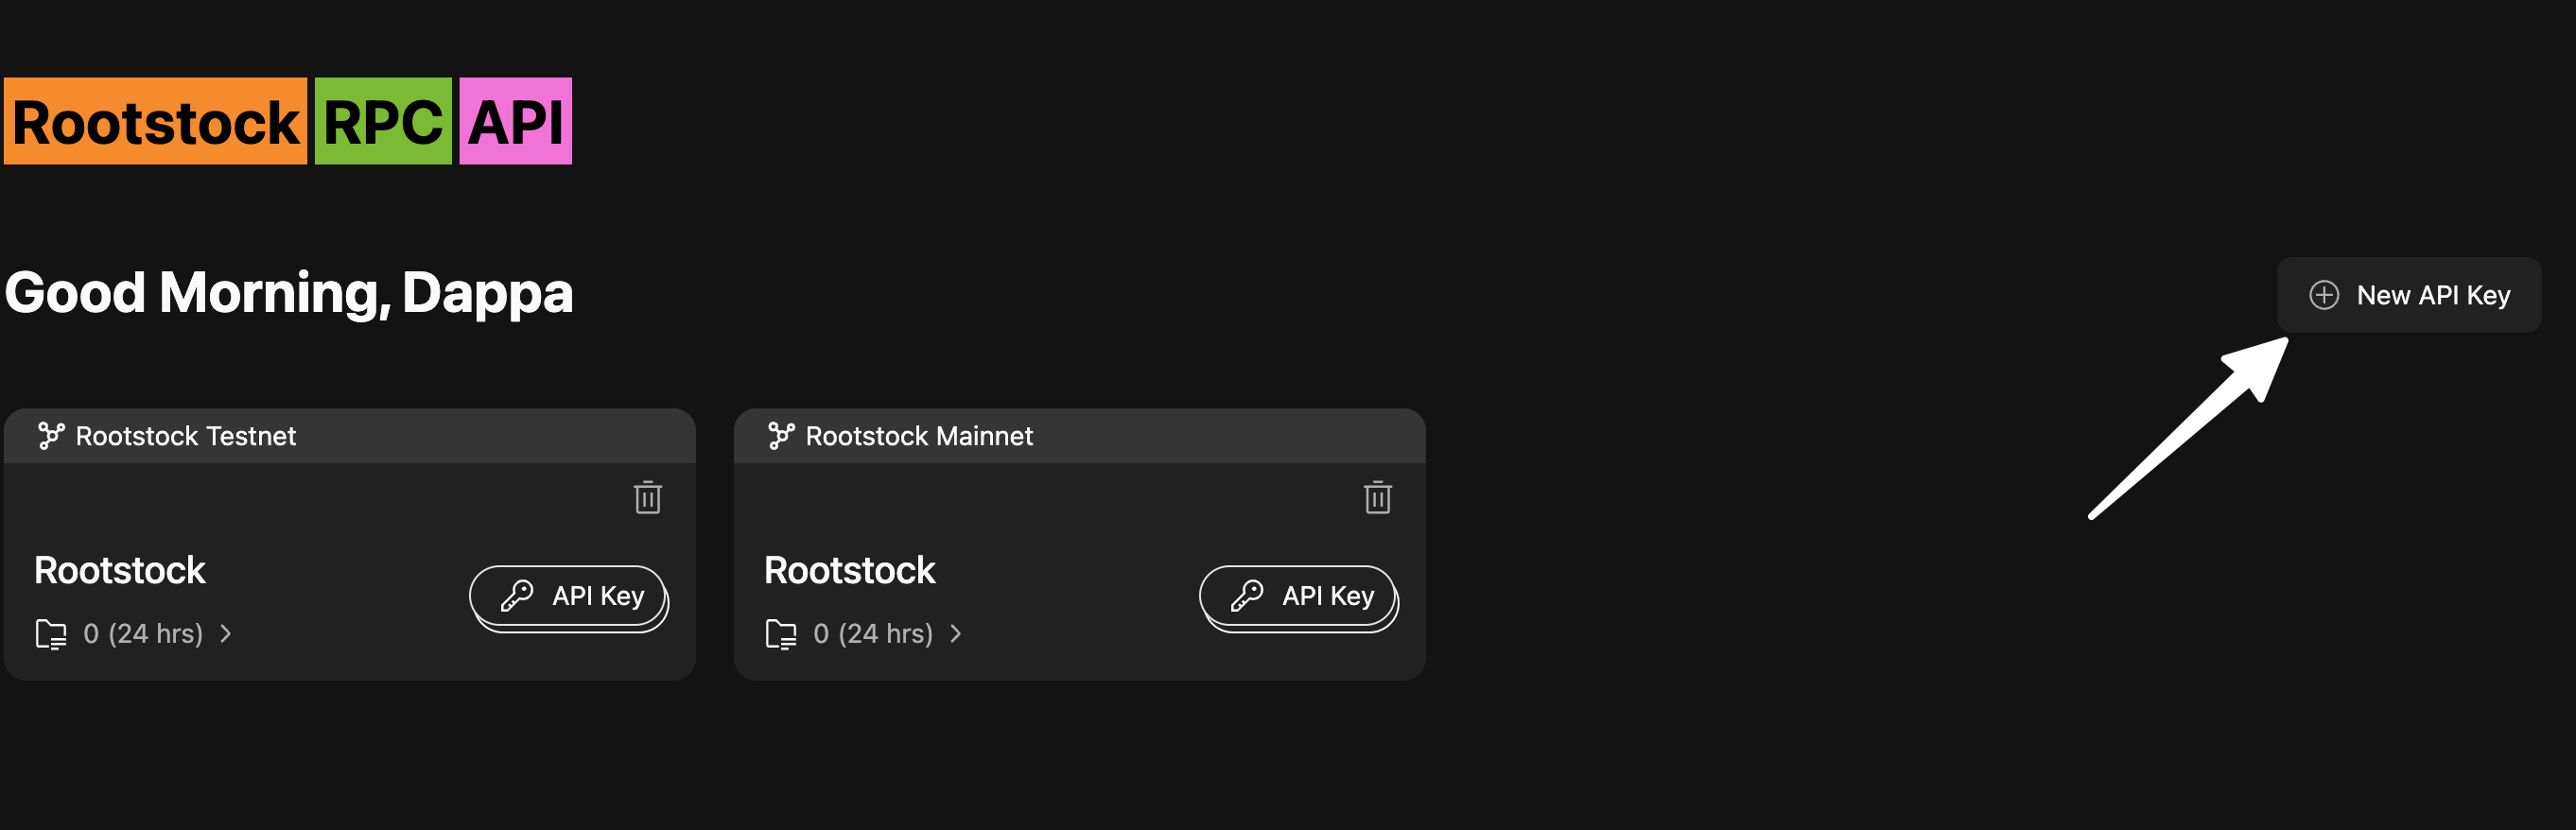 Rootstock RPC API
Good Morning, Dappa
New API Key
Rootstock Testnet
Rootstock
0 (24 hrs)
API Key
Rootstock Mainnet
Rootstock
0 (24 hrs)
API Key